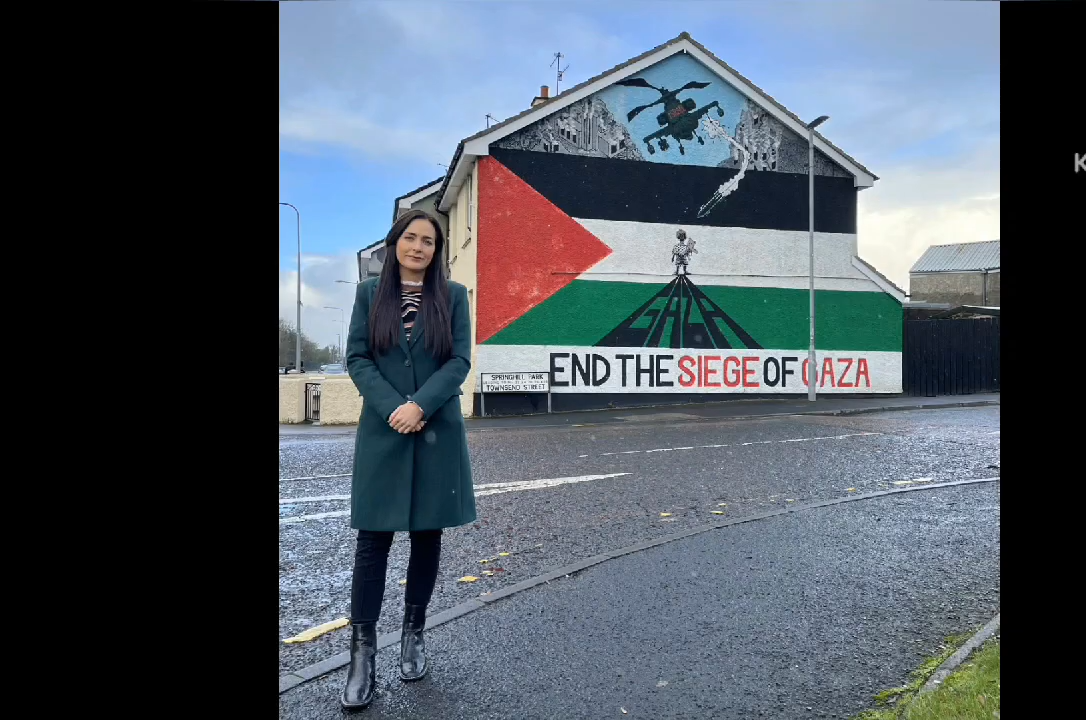 GAZA
END THE SIEGE OF GAZA
SPRINGHILL PARK
TOWNSEND STREET
K